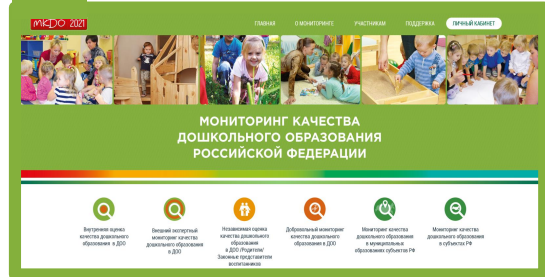 МКДО 2021
ГЛАВНАЯ О МОНИТОРИНГЕ УЧАСТНИКАМ ПОДДЕРЖКА ЛИЧНЫЙ КАБИНЕТ
МОНИТОРИНГ КАЧЕСТВА
ДОШКОЛЬНОГО ОБРАЗОВАНИЯ
РОССИЙСКОЙ ФЕДЕРАЦИИ
Внутренняя оценка
качества дошкольного
образования в ДОО
Внешний экспертный
мониторинг качества
дошкольного образования
в ДОО
Независимая оценка
качества дошкольного
образования
в ДОО /Родители/
Законные представители
воспитанников
Добровольный мониторинг
качества дошкольного
образования в ДОО
Мониторинг качества
дошкольного образования
в муниципальных
образованиях субъектов РФ
Мониторинг качества
дошкольного образования
в субъектах РФ